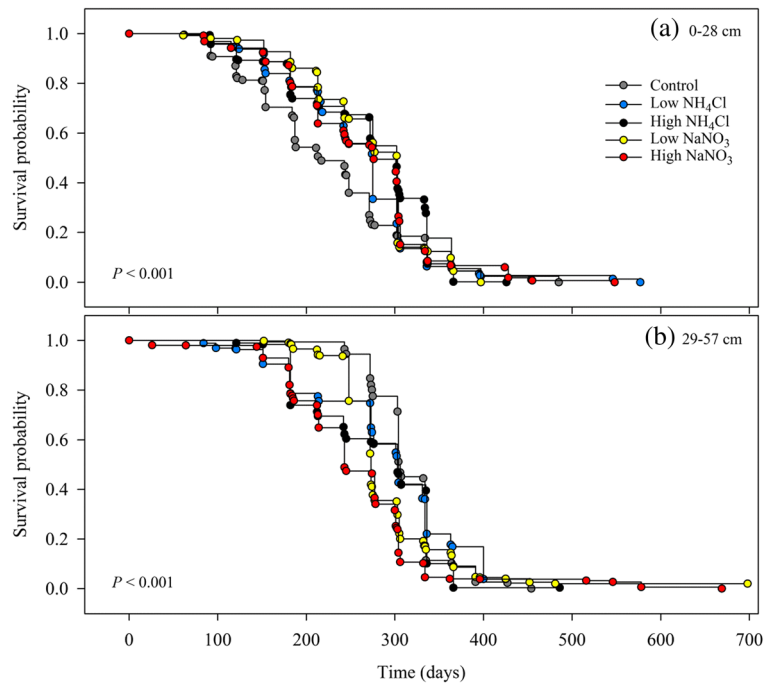 (a) 0-28 cm
Survival probability
1.0
0.8
0.6
0.4
0.2
0.0
Control
Low NH₄Cl
High NH₄Cl
Low NaNO₃
High NaNO₃
P < 0.001
(b) 29-57 cm
Survival probability
1.0
0.8
0.6
0.4
0.2
0.0
P < 0.001
0 100 200 300 400 500 600 700
Time (days)